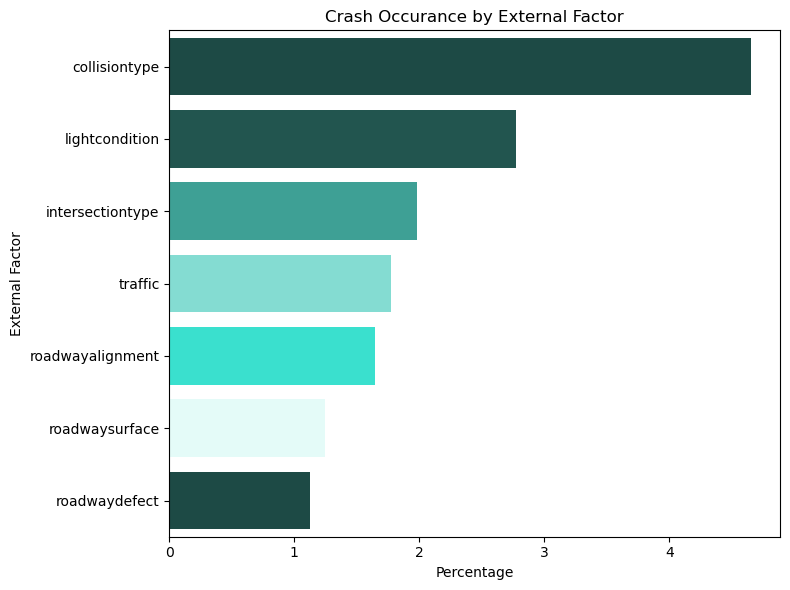 Crash Occurance by External Factor
collisiontype
lightcondition
intersectiontype
traffic
roadwayalignment
roadwaysurface
roadwaydefect
External Factor
0 1 2 3 4
Percentage